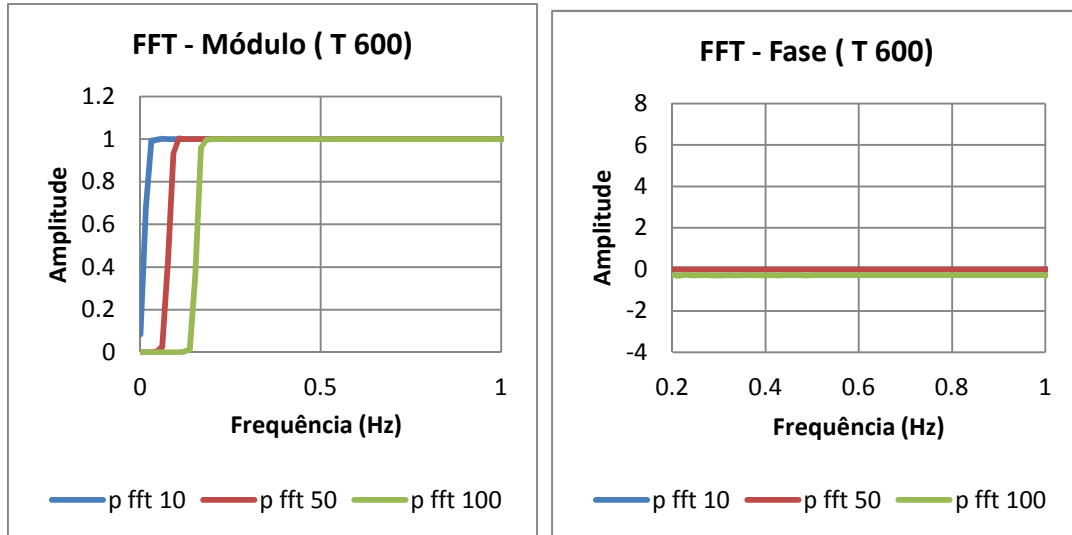 FFT - Módulo ( T 600)
1.2
1
0.8
0.6
0.4
0.2
0
Amplitude
0 0.5 1
Frequência (Hz)
p fft 10 p fft 50 p fft 100
FFT - Fase ( T 600)
8
6
4
2
0
-2
-4
Amplitude
0.2 0.4 0.6 0.8 1
Frequência (Hz)
p fft 10 p fft 50 p fft 100